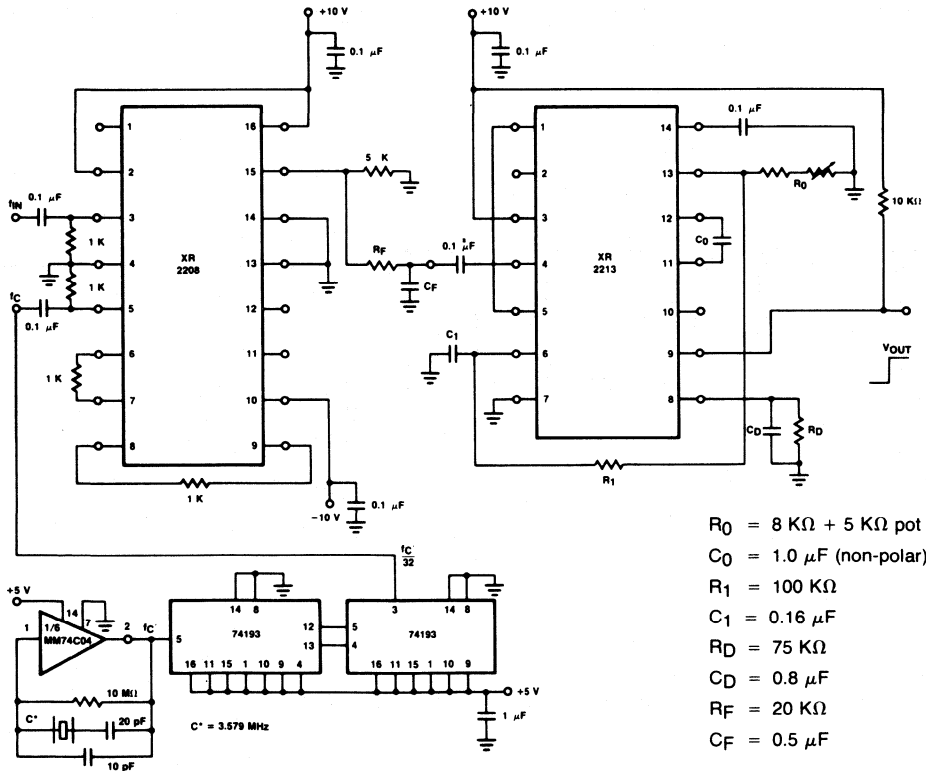 +10 V
0.1 µF
+10 V
0.1 µF
1
2
3
4
5
6
7
8
16
15
14
13
12
11
10
9
XR
2208
fIN
0.1 µF
1 K
1 K
fC
0.1 µF
1 K
1 K
5 K
RF
CF
0.1 µF
-10 V
0.1 µF
1
2
3
4
5
6
7
14
13
12
11
10
9
8
XR
2213
0.1 µF
R0
C0
10 KΩ
C1
R1
CD
RD
VOUT
fC
32
+5 V
1
1/6
MM74C04
14
7
2
fC
10 MΩ
C*
20 pF
10 pF
5
14 8
74193
12
13
16 11 15 1 10 9 4
C* = 3.579 MHz
3
14 8
5
4
74193
16 11 15 1 10 9
+5 V
1 µF
R0 = 8 KΩ + 5 KΩ pot
C0 = 1.0 µF (non-polar)
R1 = 100 KΩ
C1 = 0.16 µF
RD = 75 KΩ
CD = 0.8 µF
RF = 20 KΩ
CF = 0.5 µF